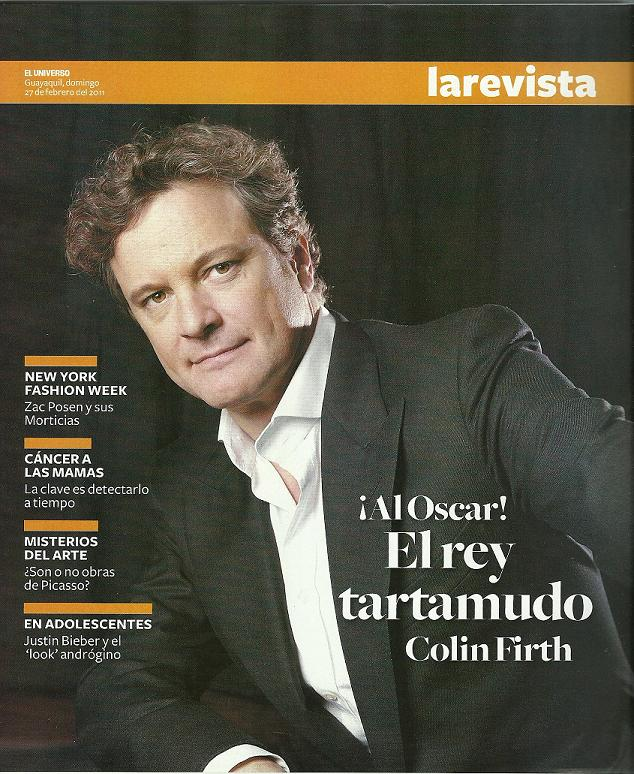 EL UNIVERSO
Guayaquil, domingo
27 de febrero del 2011
larevista
NEW YORK
FASHION WEEK
Zac Posen y sus
Morticias
CÁNCER A
LAS MAMAS
La clave es detectarlo
a tiempo
MISTERIOS
DEL ARTE
¿Son o no obras
de Picasso?
EN ADOLESCENTES
Justin Bieber y el
‘look’ andrógino
¡Al Oscar!
El rey
tartamudo
Colin Firth